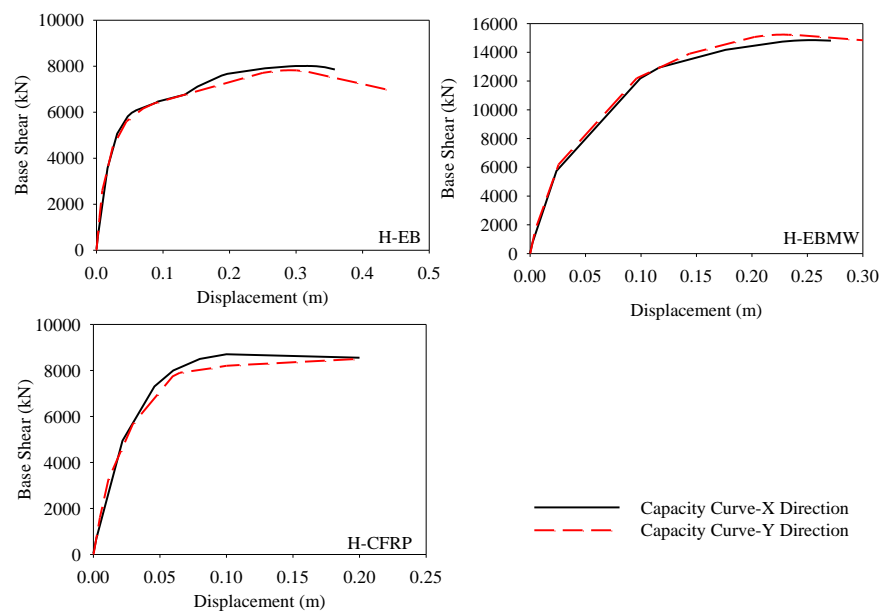 10000
8000
6000
4000
2000
0
Base Shear (kN)
H-EB
0.0 0.1 0.2 0.3 0.4 0.5
Displacement (m)
16000
14000
12000
10000
8000
6000
4000
2000
0
Base Shear (kN)
H-EBMW
0.00 0.05 0.10 0.15 0.20 0.25 0.30
Displacement (m)
10000
8000
6000
4000
2000
0
Base Shear (kN)
H-CFRP
0.00 0.05 0.10 0.15 0.20 0.25
Displacement (m)
Capacity Curve-X Direction
Capacity Curve-Y Direction